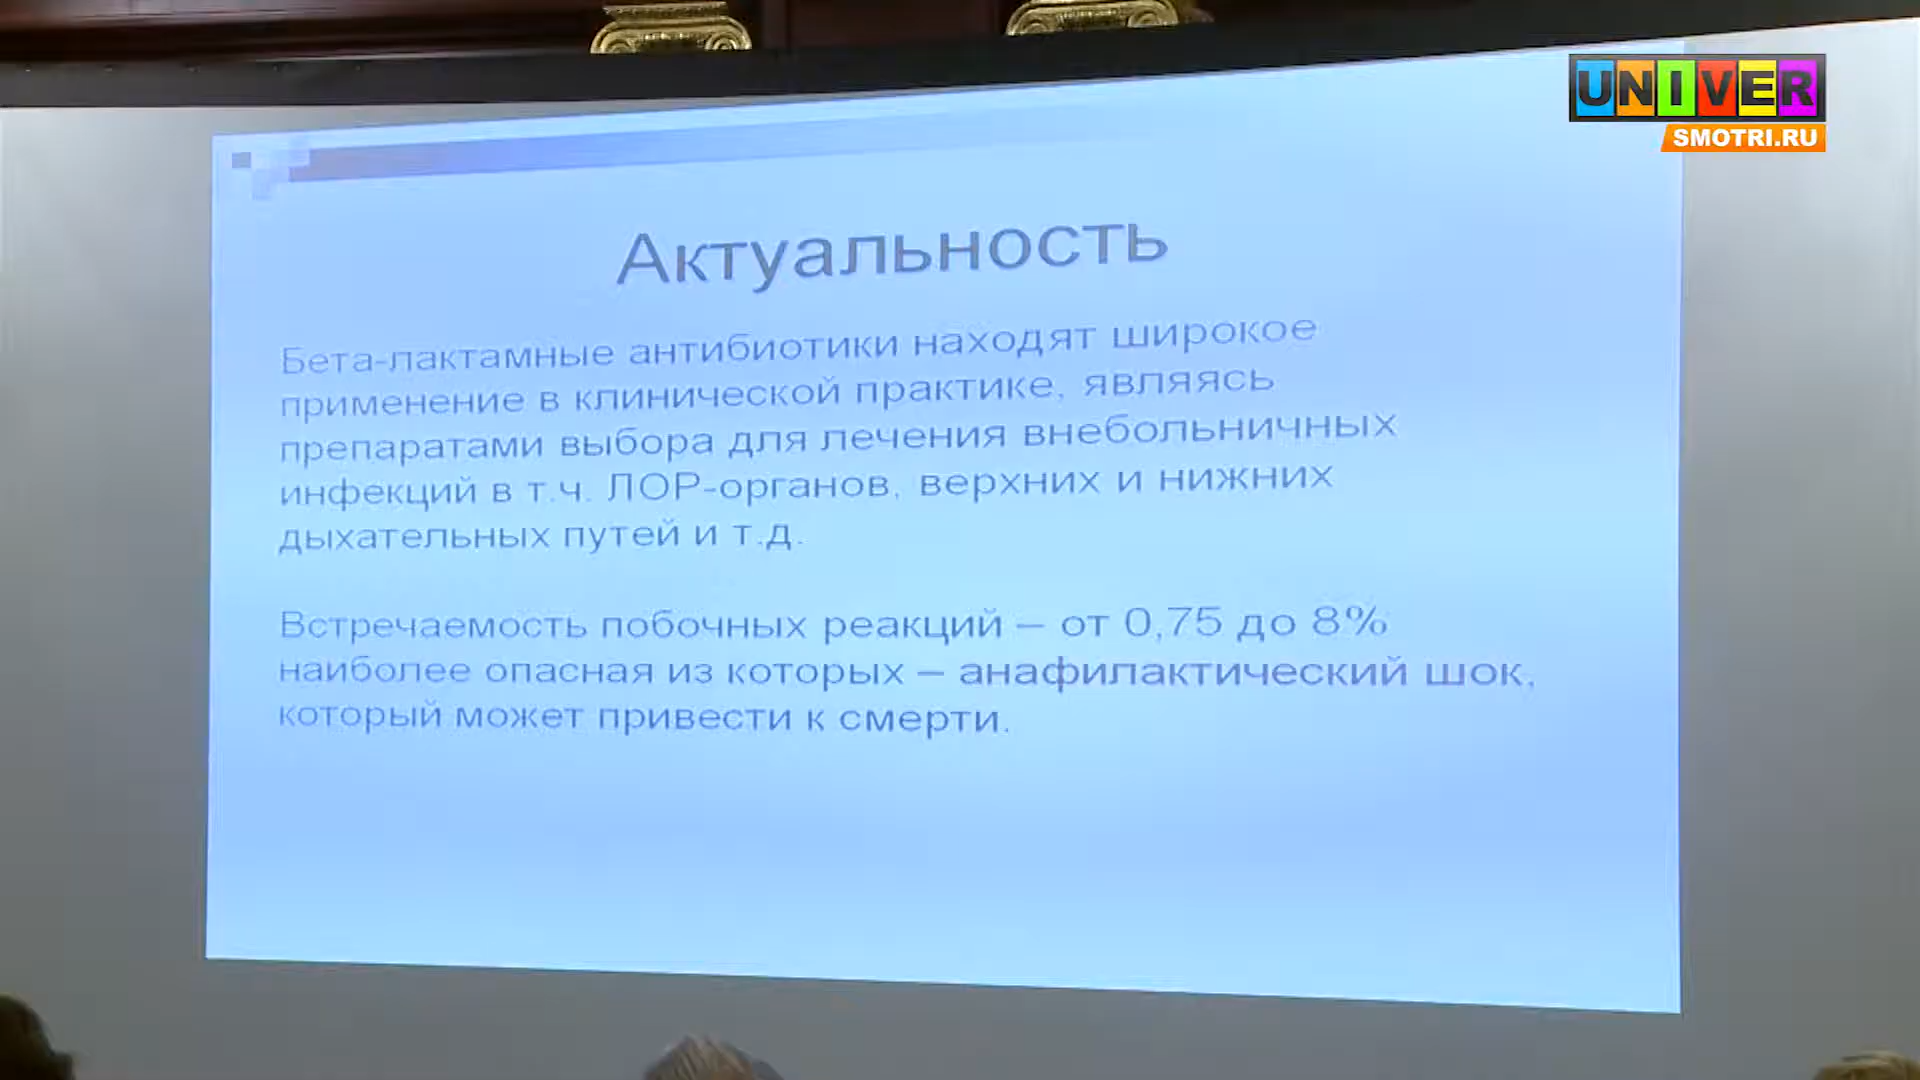 UNIVER
SMOTRI.RU
Актуальность
Бета-лактамные антибиотики находят широкое
применение в клинической практике, являясь
препаратами выбора для лечения внебольничных
инфекций в т.ч. ЛОР-органов, верхних и нижних
дыхательных путей и т.д.
Встречаемость побочных реакций – от 0,75 до 8%
наиболее опасная из которых – анафилактический шок,
который может привести к смерти.